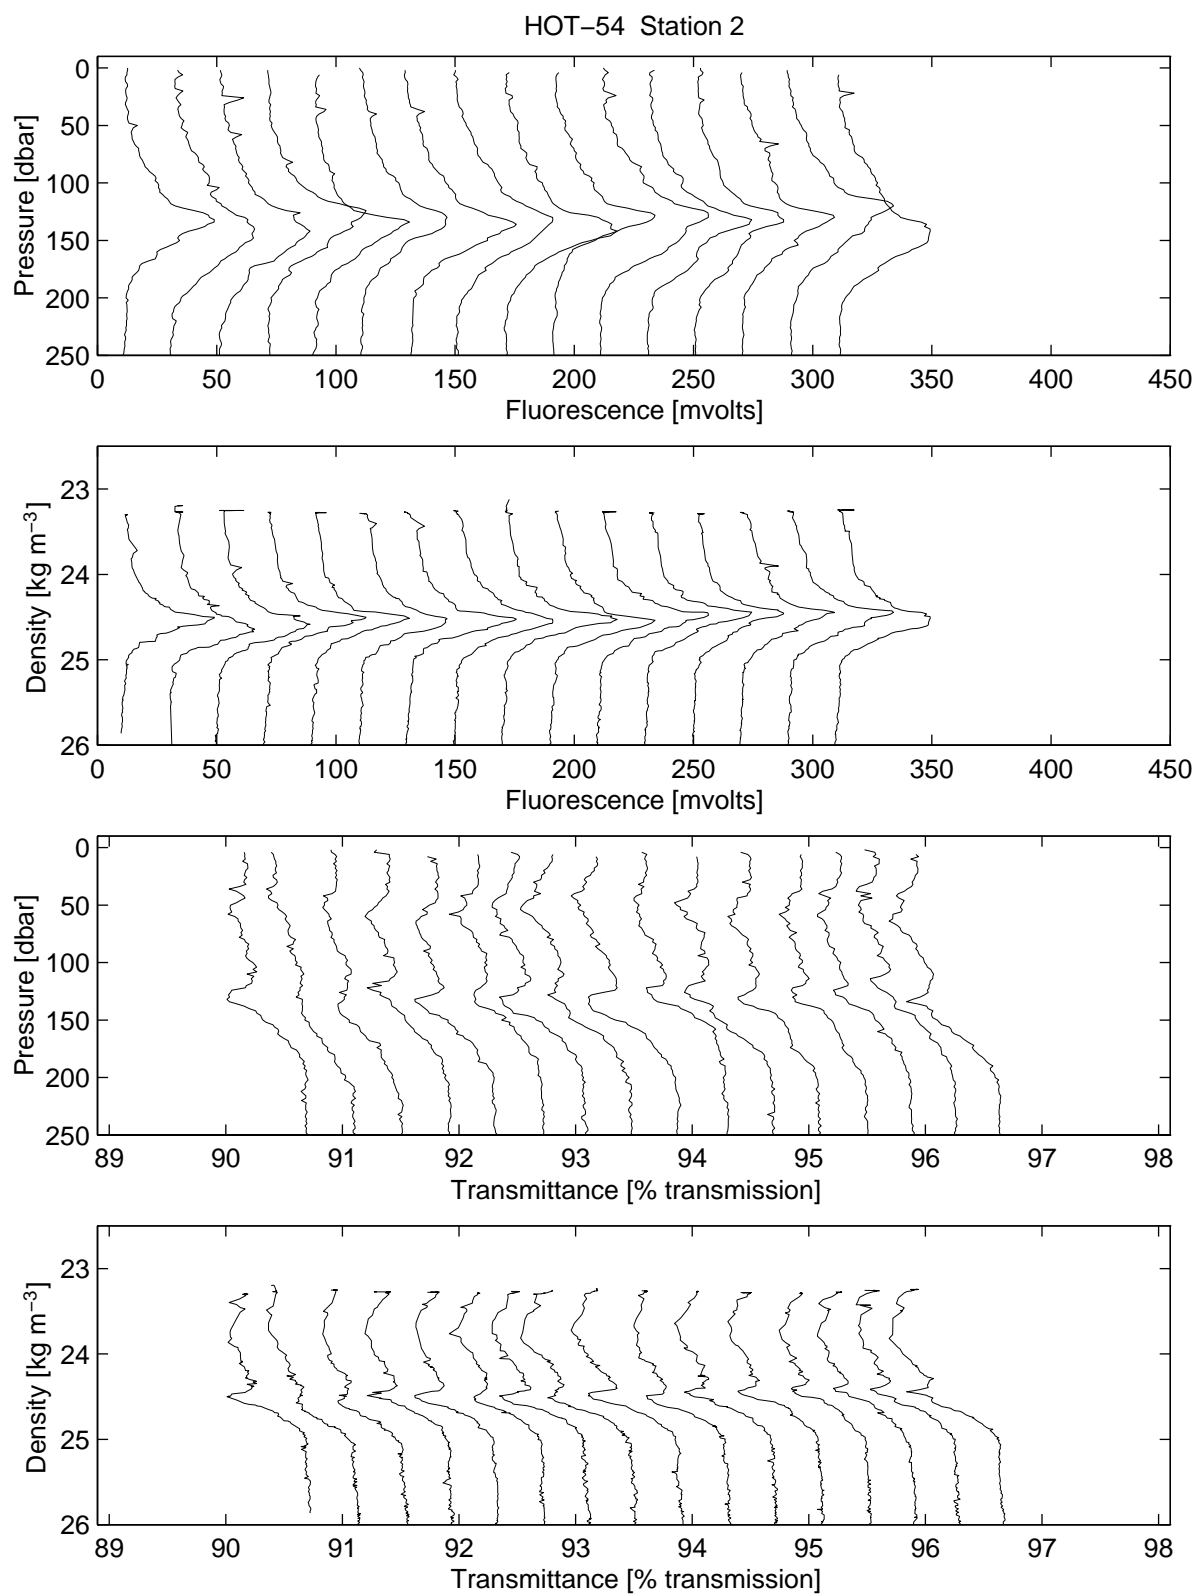 HOT−54 Station 2
0
50
100
150
200
250
Pressure [dbar]
0 50 100 150 200 250 300 350 400 450
Fluorescence [mvolts]
23
24
25
26
Density [kg m−3]
0 50 100 150 200 250 300 350 400 450
Fluorescence [mvolts]
0
50
100
150
200
250
Pressure [dbar]
89 90 91 92 93 94 95 96 97 98
Transmittance [% transmission]
23
24
25
26
Density [kg m−3]
89 90 91 92 93 94 95 96 97 98
Transmittance [% transmission]